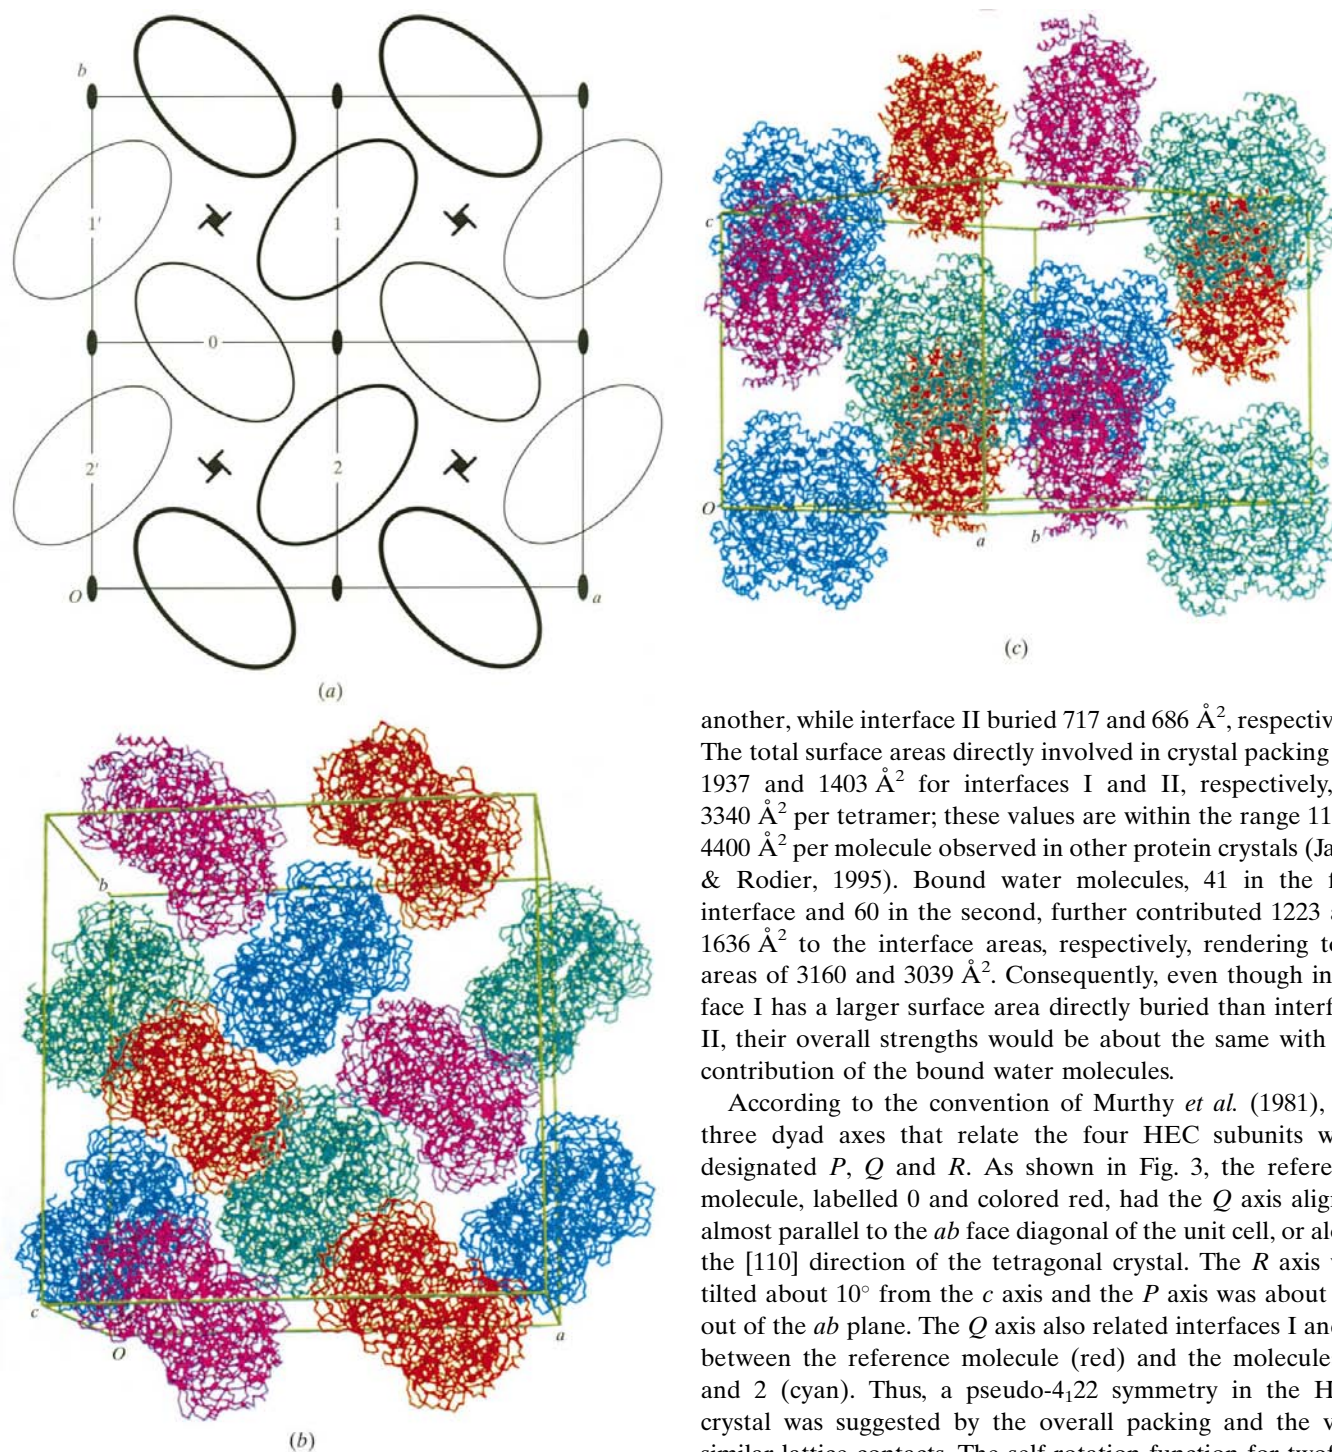 b
1′
1
0
2′
2
O
a
(a)
c
O
a
b
(c)
b
c
O
a
(b)
another, while interface II buried 717 and 686 Å²,
The total surface areas directly involved in crystal packing
1937 and 1403 Å² for interfaces I and II, respectively,
3340 Å² per tetramer; these values are within the range
4400 Å² per molecule observed in other protein crystals
& Rodier, 1995). Bound water molecules, 41 in the
interface and 60 in the second, further contributed 1223
1636 Å² to the interface areas, respectively, rendering
areas of 3160 and 3039 Å². Consequently, even though
face I has a larger surface area directly buried than
II, their overall strengths would be about the same with
contribution of the bound water molecules.
According to the convention of Murthy et al. (1981),
three dyad axes that relate the four HEC subunits
designated P, Q and R. As shown in Fig. 3, the
molecule, labelled 0 and colored red, had the Q axis
almost parallel to the ab face diagonal of the unit cell, or
the [110] direction of the tetragonal crystal. The R axis
tilted about 10° from the c axis and the P axis was about
out of the ab plane. The Q axis also related interfaces I
between the reference molecule (red) and the molecule
and 2 (cyan). Thus, a pseudo-4₁22 symmetry in the
crystal was suggested by the overall packing and the
similar lattice contacts. The self-rotation function for